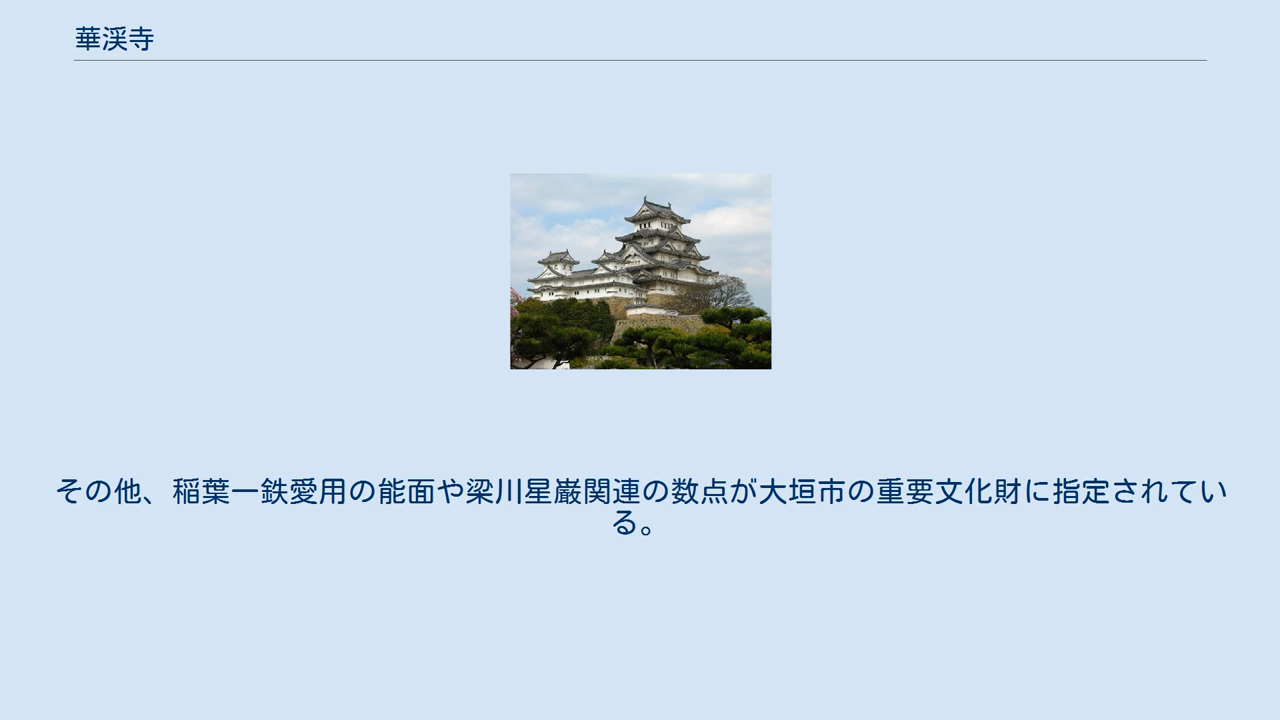 華渓寺
その他、稲葉一鉄愛用の能面や梁川星巌関連の数点が大垣市の重要文化財に指定されてい
る。